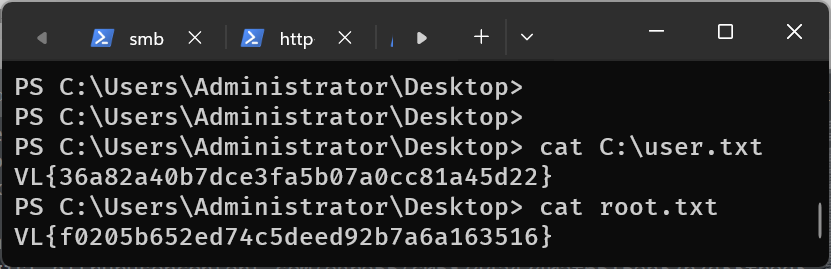 smb
http
PS C:\Users\Administrator\Desktop>
PS C:\Users\Administrator\Desktop>
PS C:\Users\Administrator\Desktop> cat C:\user.txt
VL{36a82a40b7dce3fa5b07a0cc81a45d22}
PS C:\Users\Administrator\Desktop> cat root.txt
VL{f0205b652ed74c5deed92b7a6a163516}